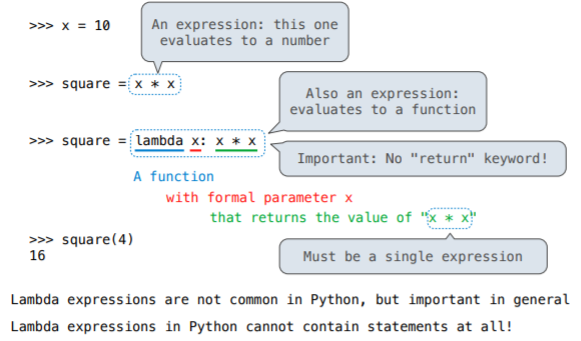 >>> x = 10
An expression: this one
evaluates to a number
>>> square = x * x
Also an expression:
evaluates to a function
>>> square = lambda x: x * x
Important: No "return" keyword!
A function
with formal parameter x
that returns the value of "x * x"
>>> square(4)
16
Must be a single expression
Lambda expressions are not common in Python, but important in general
Lambda expressions in Python cannot contain statements at all!